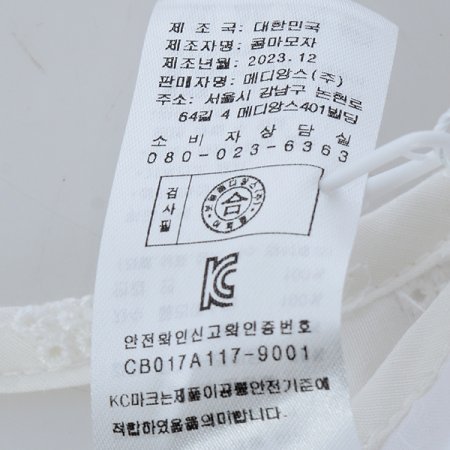 제 조 국: 대한민국
제조자명: 콤마모자
제조년월: 2023.12
판매자명: 메디앙스(주)
주소: 서울시 강남구 논현로
64길 4 메디앙스401빌딩
소 비 자 상 담 실
080-023-6363
검사필
合
안전확인신고확인증번호
CB017A117-9001
KC마크는제품이공통안전기준에
적합하였음을의미합니다.